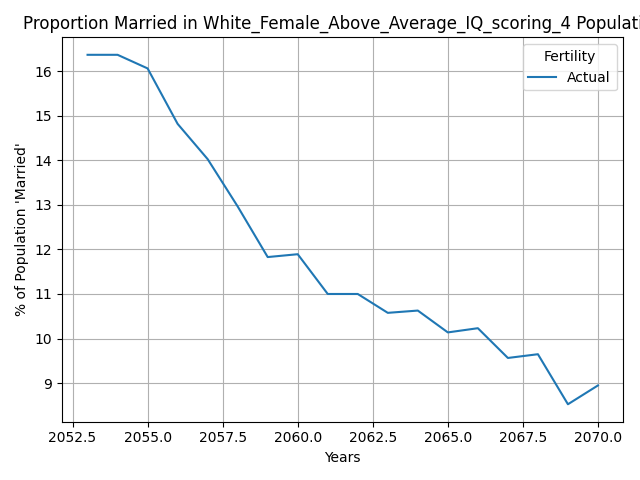 Proportion Married in White_Female_Above_Average_IQ_scoring_4 Populati
Fertility
Actual
16
15
14
13
12
11
10
9
% of Population 'Married'
2052.5 2055.0 2057.5 2060.0 2062.5 2065.0 2067.5 2070.0
Years